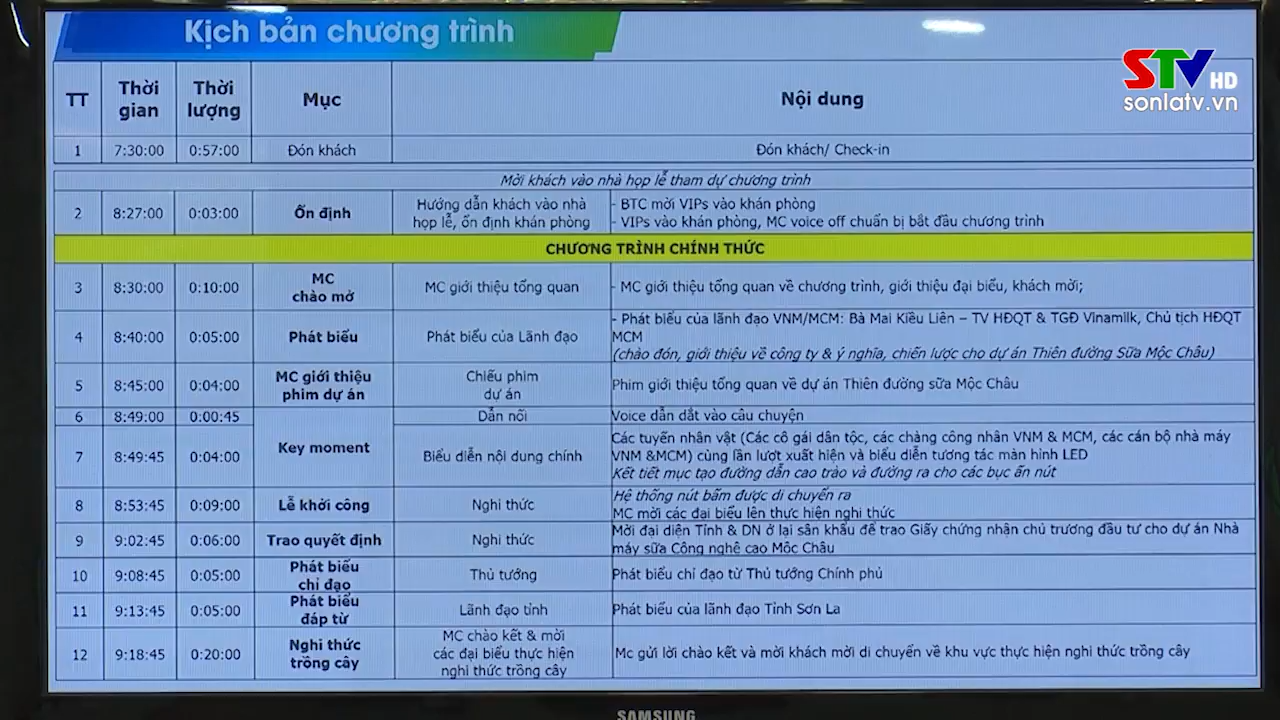 Kịch bản chương trình
STV HD
sonlatv.vn
TT
Thời gian
Thời lượng
Mục
Nội dung
1
7:30:00
0:57:00
Đón khách
Đón khách/ Check-in
Mời khách vào nhà họp lễ tham dự chương trình
2
8:27:00
0:03:00
Ổn định
Hướng dẫn khách vào nhà
họp lễ, ổn định khán phòng
- BTC mời VIPs vào khán phòng
- VIPs vào khán phòng, MC voice off chuẩn bị bắt đầu chương trình
CHƯƠNG TRÌNH CHÍNH THỨC
3
8:30:00
0:10:00
MC
chào mở
MC giới thiệu tổng quan
- MC giới thiệu tổng quan về chương trình, giới thiệu đại biểu, khách mời;
4
8:40:00
0:05:00
Phát biểu
Phát biểu của Lãnh đạo
- Phát biểu của lãnh đạo VNM/MCM: Bà Mai Kiều Liên – TV HĐQT & TGĐ Vinamilk, Chủ tịch HĐQT
MCM
(chào đón, giới thiệu về công ty & ý nghĩa, chiến lược cho dự án Thiên đường Sữa Mộc Châu)
5
8:45:00
0:04:00
MC giới thiệu
phim dự án
Chiếu phim
dự án
Phim giới thiệu tổng quan về dự án Thiên đường sữa Mộc Châu
6
8:49:00
0:00:45
Key moment
Dẫn nối
Voice dẫn dắt vào câu chuyện
7
8:49:45
0:04:00
Biểu diễn nội dung chính
Các tuyến nhân vật (Các cô gái dân tộc, các chàng công nhân VNM & MCM, các cán bộ nhà máy
VNM &MCM) cùng lần lượt xuất hiện và biểu diễn tương tác màn hình LED
Kết tiết mục tạo đường dẫn cao trào và đường ra cho các bục ấn nút
8
8:53:45
0:09:00
Lễ khởi công
Nghi thức
Hệ thống nút bấm được di chuyển ra
MC mời các đại biểu lên thực hiện nghi thức
9
9:02:45
0:06:00
Trao quyết định
Nghi thức
Mời đại diện Tỉnh & DN ở lại sân khấu để trao Giấy chứng nhận chủ trương đầu tư cho dự án Nhà
máy sữa Công nghệ cao Mộc Châu
10
9:08:45
0:05:00
Phát biểu
chỉ đạo
Thủ tướng
Phát biểu chỉ đạo từ Thủ tướng Chính phủ
11
9:13:45
0:05:00
Phát biểu
đáp từ
Lãnh đạo tỉnh
Phát biểu của lãnh đạo Tỉnh Sơn La
12
9:18:45
0:20:00
Nghi thức
trồng cây
MC chào kết & mời
các đại biểu thực hiện
nghi thức trồng cây
Mc gửi lời chào kết và mời khách mời di chuyển về khu vực thực hiện nghi thức trồng cây
SAMSUNG